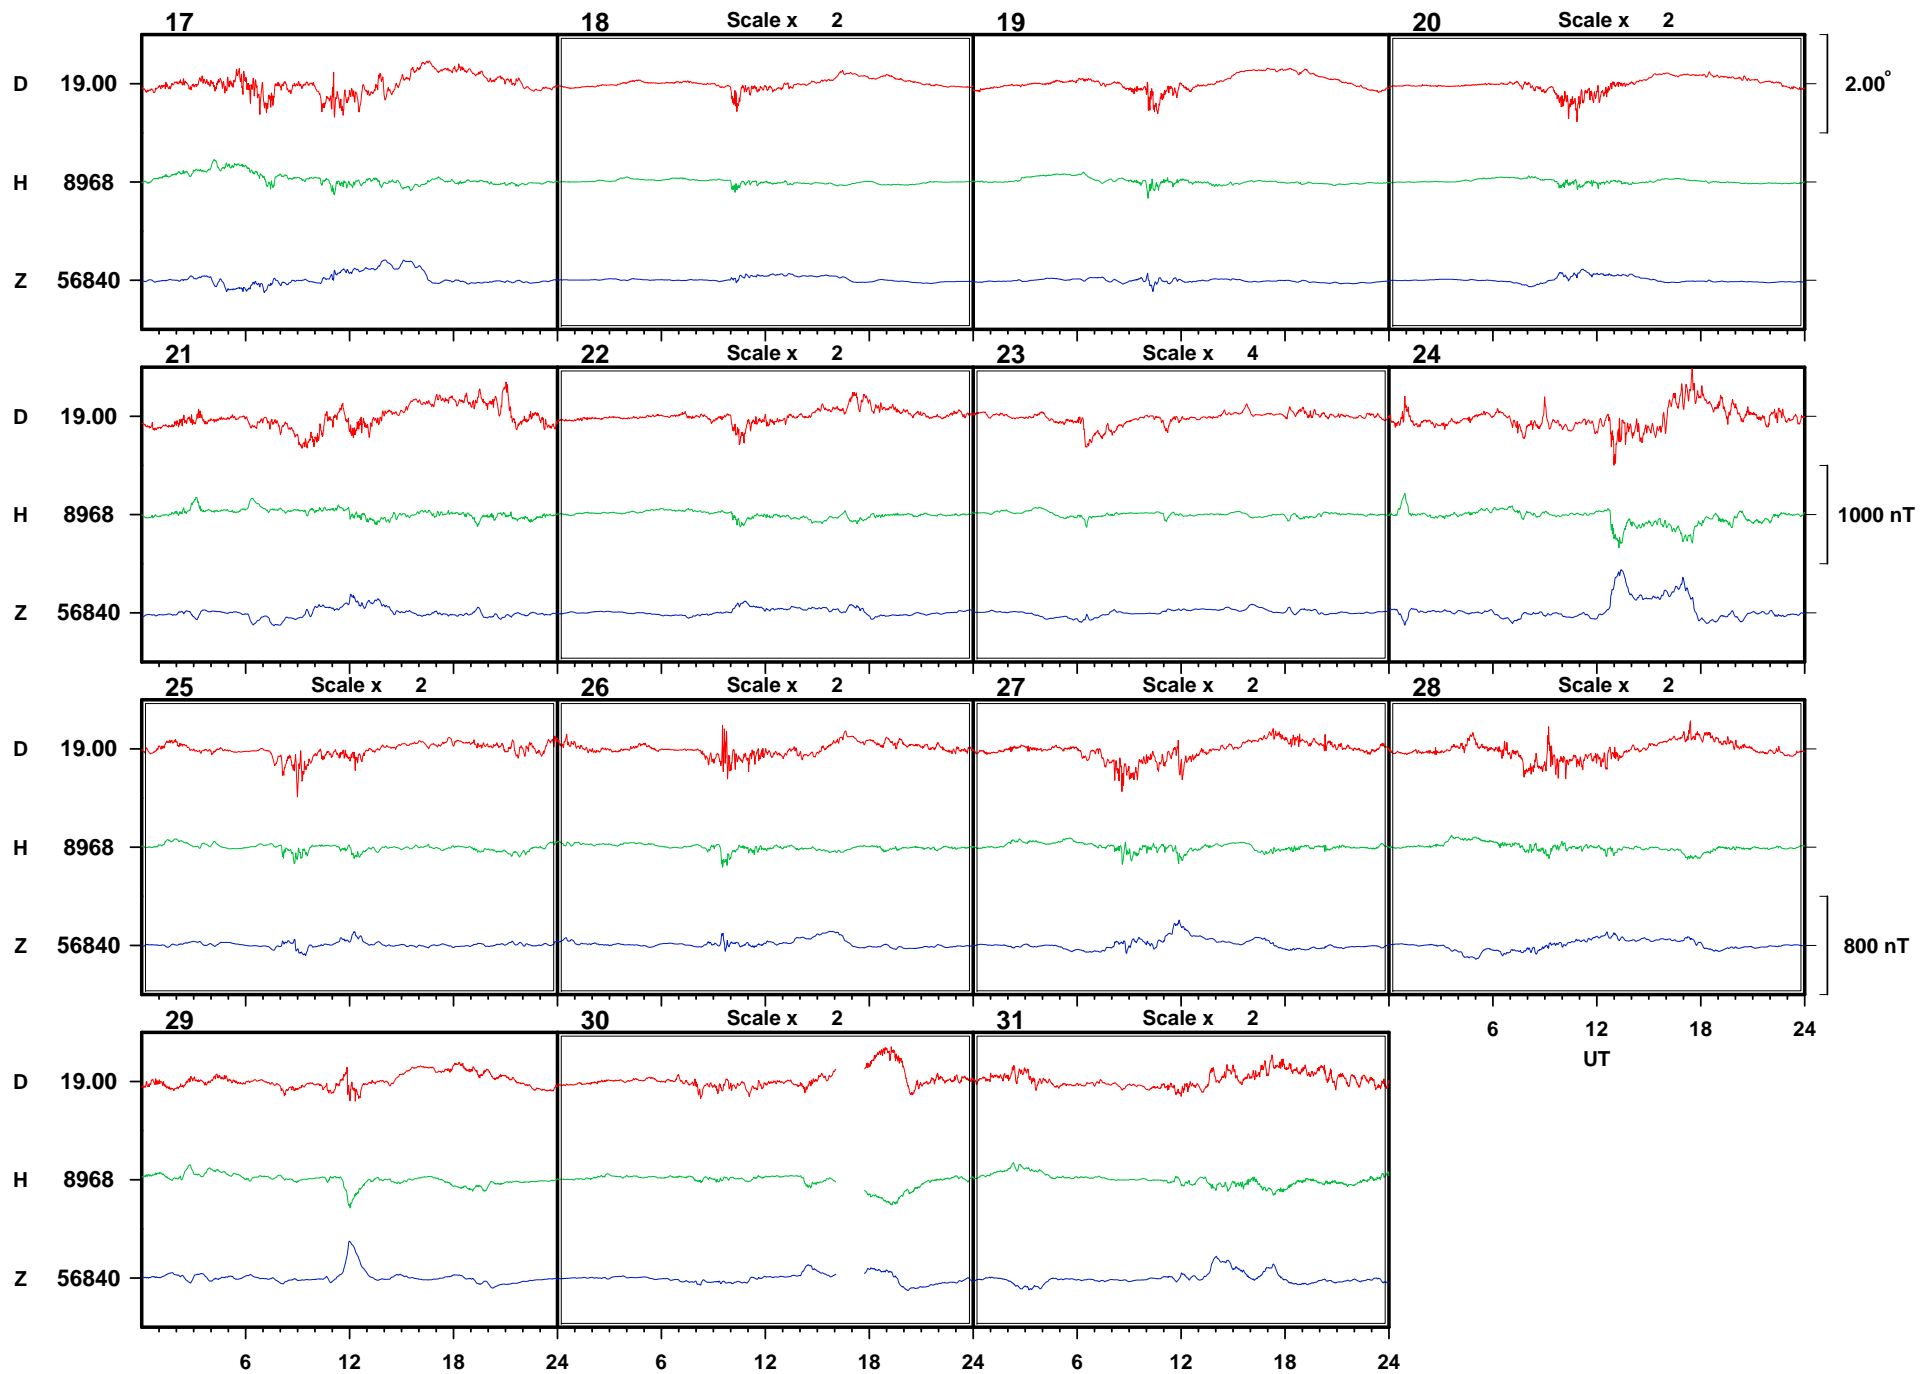 17 18 Scale x 2 19 20 Scale x 2
D 19.00 2.00°
H 8968
Z 56840
21 22 Scale x 2 23 Scale x 4 24
D 19.00
H 8968 1000 nT
Z 56840
25 Scale x 2 26 Scale x 2 27 Scale x 2 28 Scale x 2
D 19.00
H 8968
Z 56840 800 nT
29 30 Scale x 2 31 Scale x 2 6 12 18 24
UT
D 19.00
H 8968
Z 56840
6 12 18 24 6 12 18 24 6 12 18 24